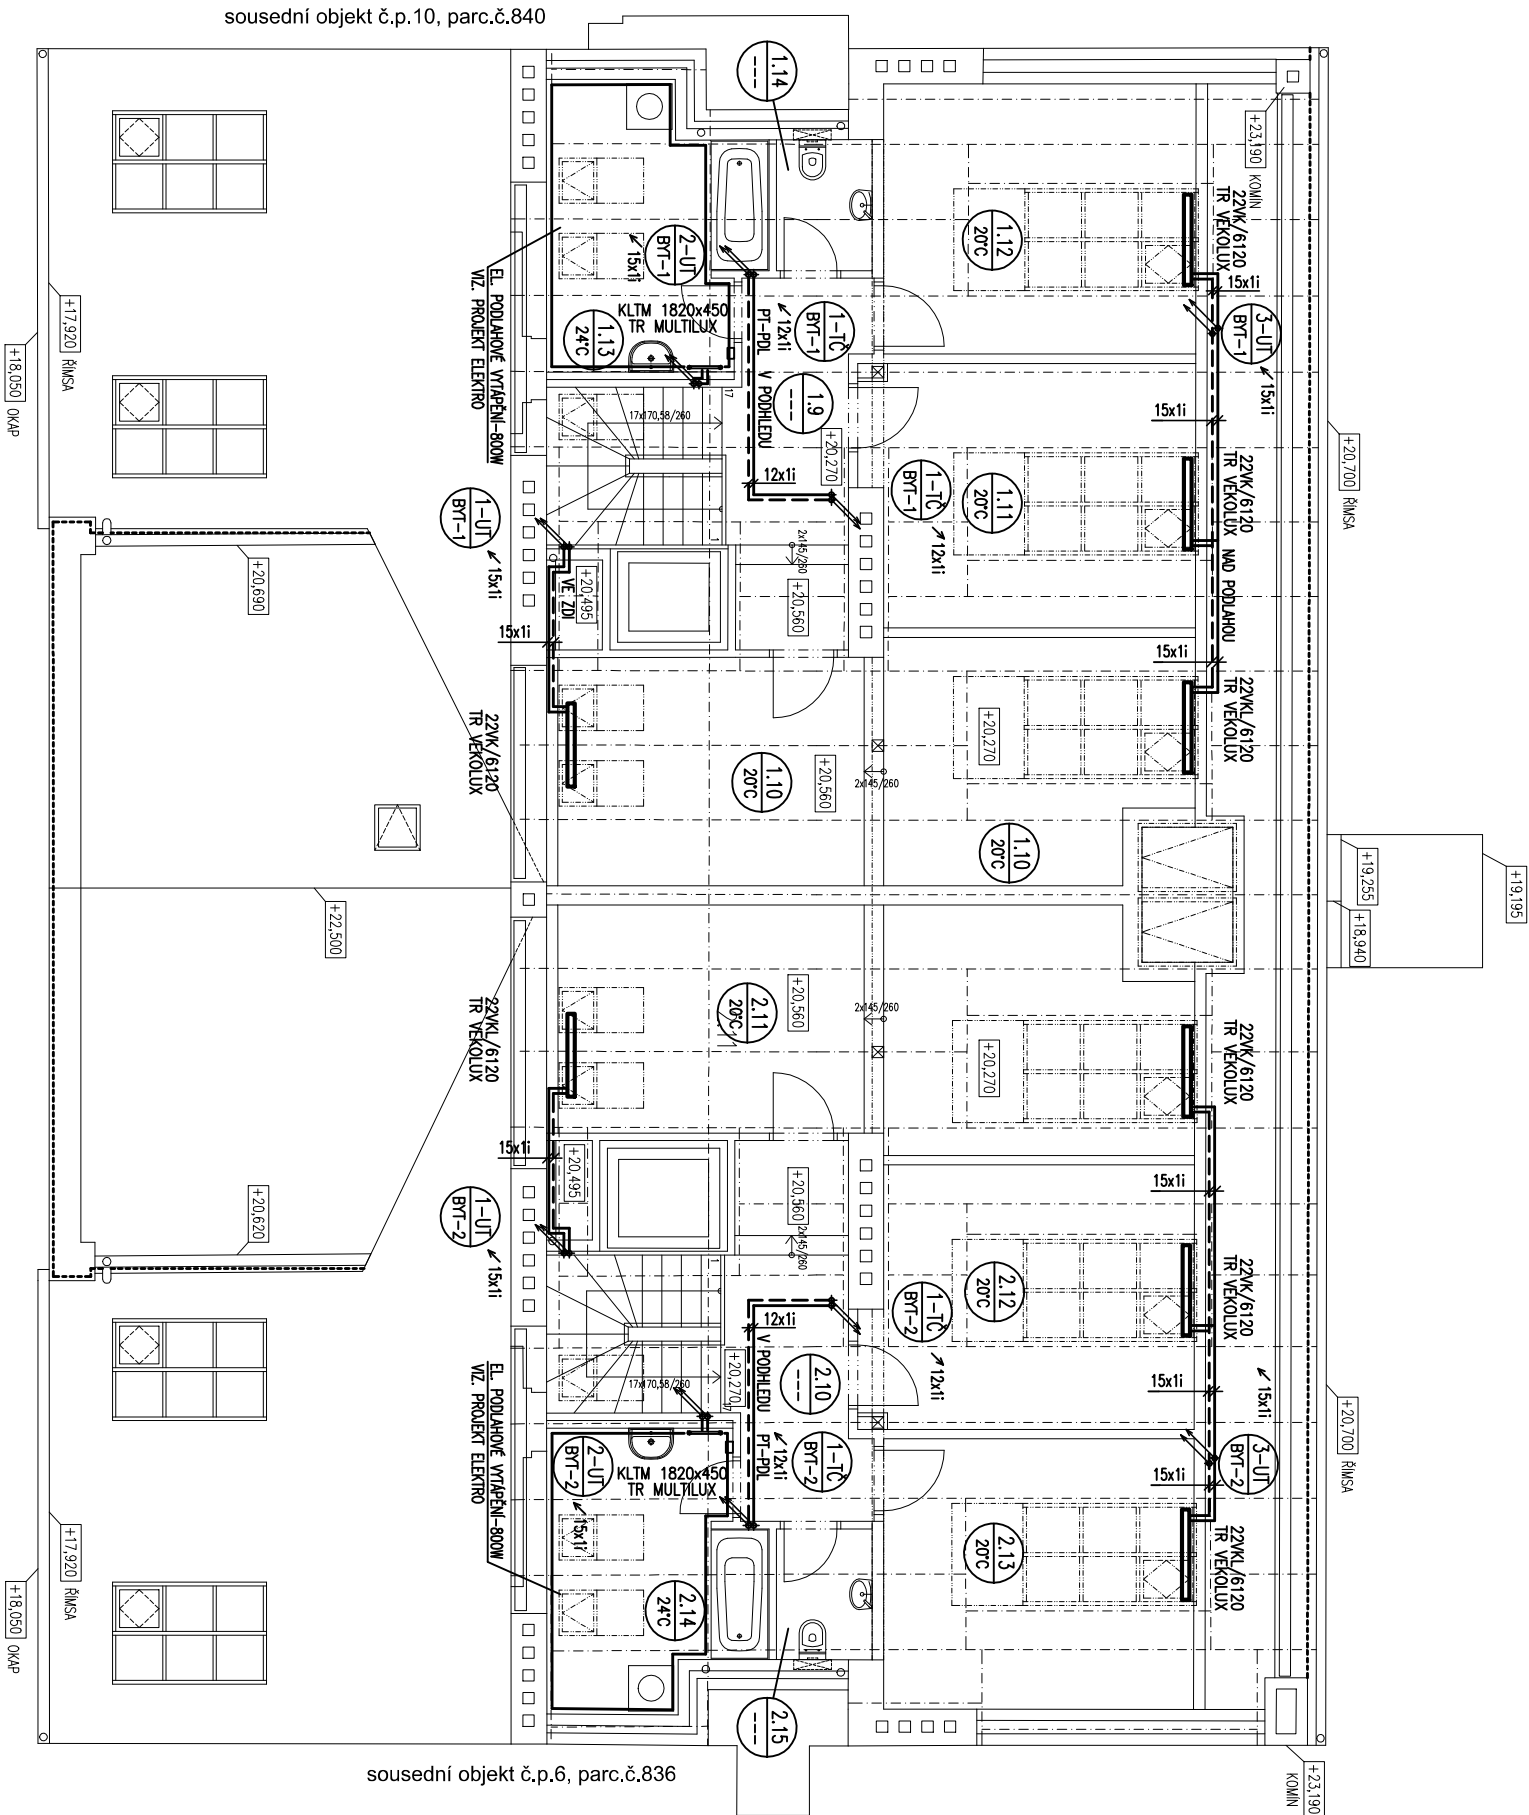 sousední objekt č.p.10, parc.č.840
1.14
---
+23,190 KOMÍN
22VK/6120
TR VEKOLUX
1.12
20°C
2-UT
BYT-1
15x1i
15x1i
3-UT
BYT-1
15x1i
EL. PODLAHOVÉ VYTÁPĚNÍ-800W
VIZ. PROJEKT ELEKTRO
+17,920 ŘÍMSA
+18,050 OKAP
KLTM 1820x450
TR MULTILUX
1.13
24°C
12x1i
PT-PDL
V PODHLEDU
1-TČ
BYT-1
1.9
---
17
17x170,58/260
15x1i
+20,270
+20,700 ŘÍMSA
12x1i
1-TČ
BYT-1
12x1i
1.11
20°C
22VK/6120
TR VEKOLUX
NAD PODLAHOU
1-UT
BYT-1
15x1i
1
2x145/260
+20,690
VE ZDI
+20,495
+20,560
15x1i
15x1i
22VK/6120
TR VEKOLUX
22VKL/6120
TR VEKOLUX
+20,270
1.10
20°C
+20,560
2x145/260
1.10
20°C
+19,255
+19,195
+18,940
+22,500
22VKL/6120
TR VEKOLUX
2.11
20°C
+20,560
2x145/260
+20,270
22VK/6120
TR VEKOLUX
15x1i
+20,495
+20,560
15x1i
1-UT
BYT-2
15x1i
+20,620
2x145/260
1
12x1i
1-TČ
BYT-2
12x1i
2.12
20°C
22VK/6120
TR VEKOLUX
V PODHLEDU
PT-PDL
12x1i
2.10
---
+20,270
17x170,58/260
17
15x1i
15x1i
+20,700 ŘÍMSA
EL. PODLAHOVÉ VYTÁPĚNÍ-800W
VIZ. PROJEKT ELEKTRO
2-UT
BYT-2
15x1i
KLTM 1820x450
TR MULTILUX
1-TČ
BYT-2
15x1i
3-UT
BYT-2
2.13
20°C
22VKL/6120
TR VEKOLUX
+17,920 ŘÍMSA
+18,050 OKAP
2.14
24°C
2.15
---
sousední objekt č.p.6, parc.č.836
+23,190
KOMÍN